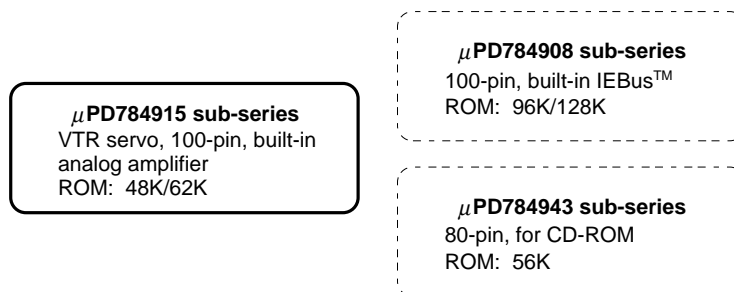 μPD784915 sub-series
VTR servo, 100-pin, built-in
analog amplifier
ROM: 48K/62K
μPD784908 sub-series
100-pin, built-in IEBus™
ROM: 96K/128K
μPD784943 sub-series
80-pin, for CD-ROM
ROM: 56K